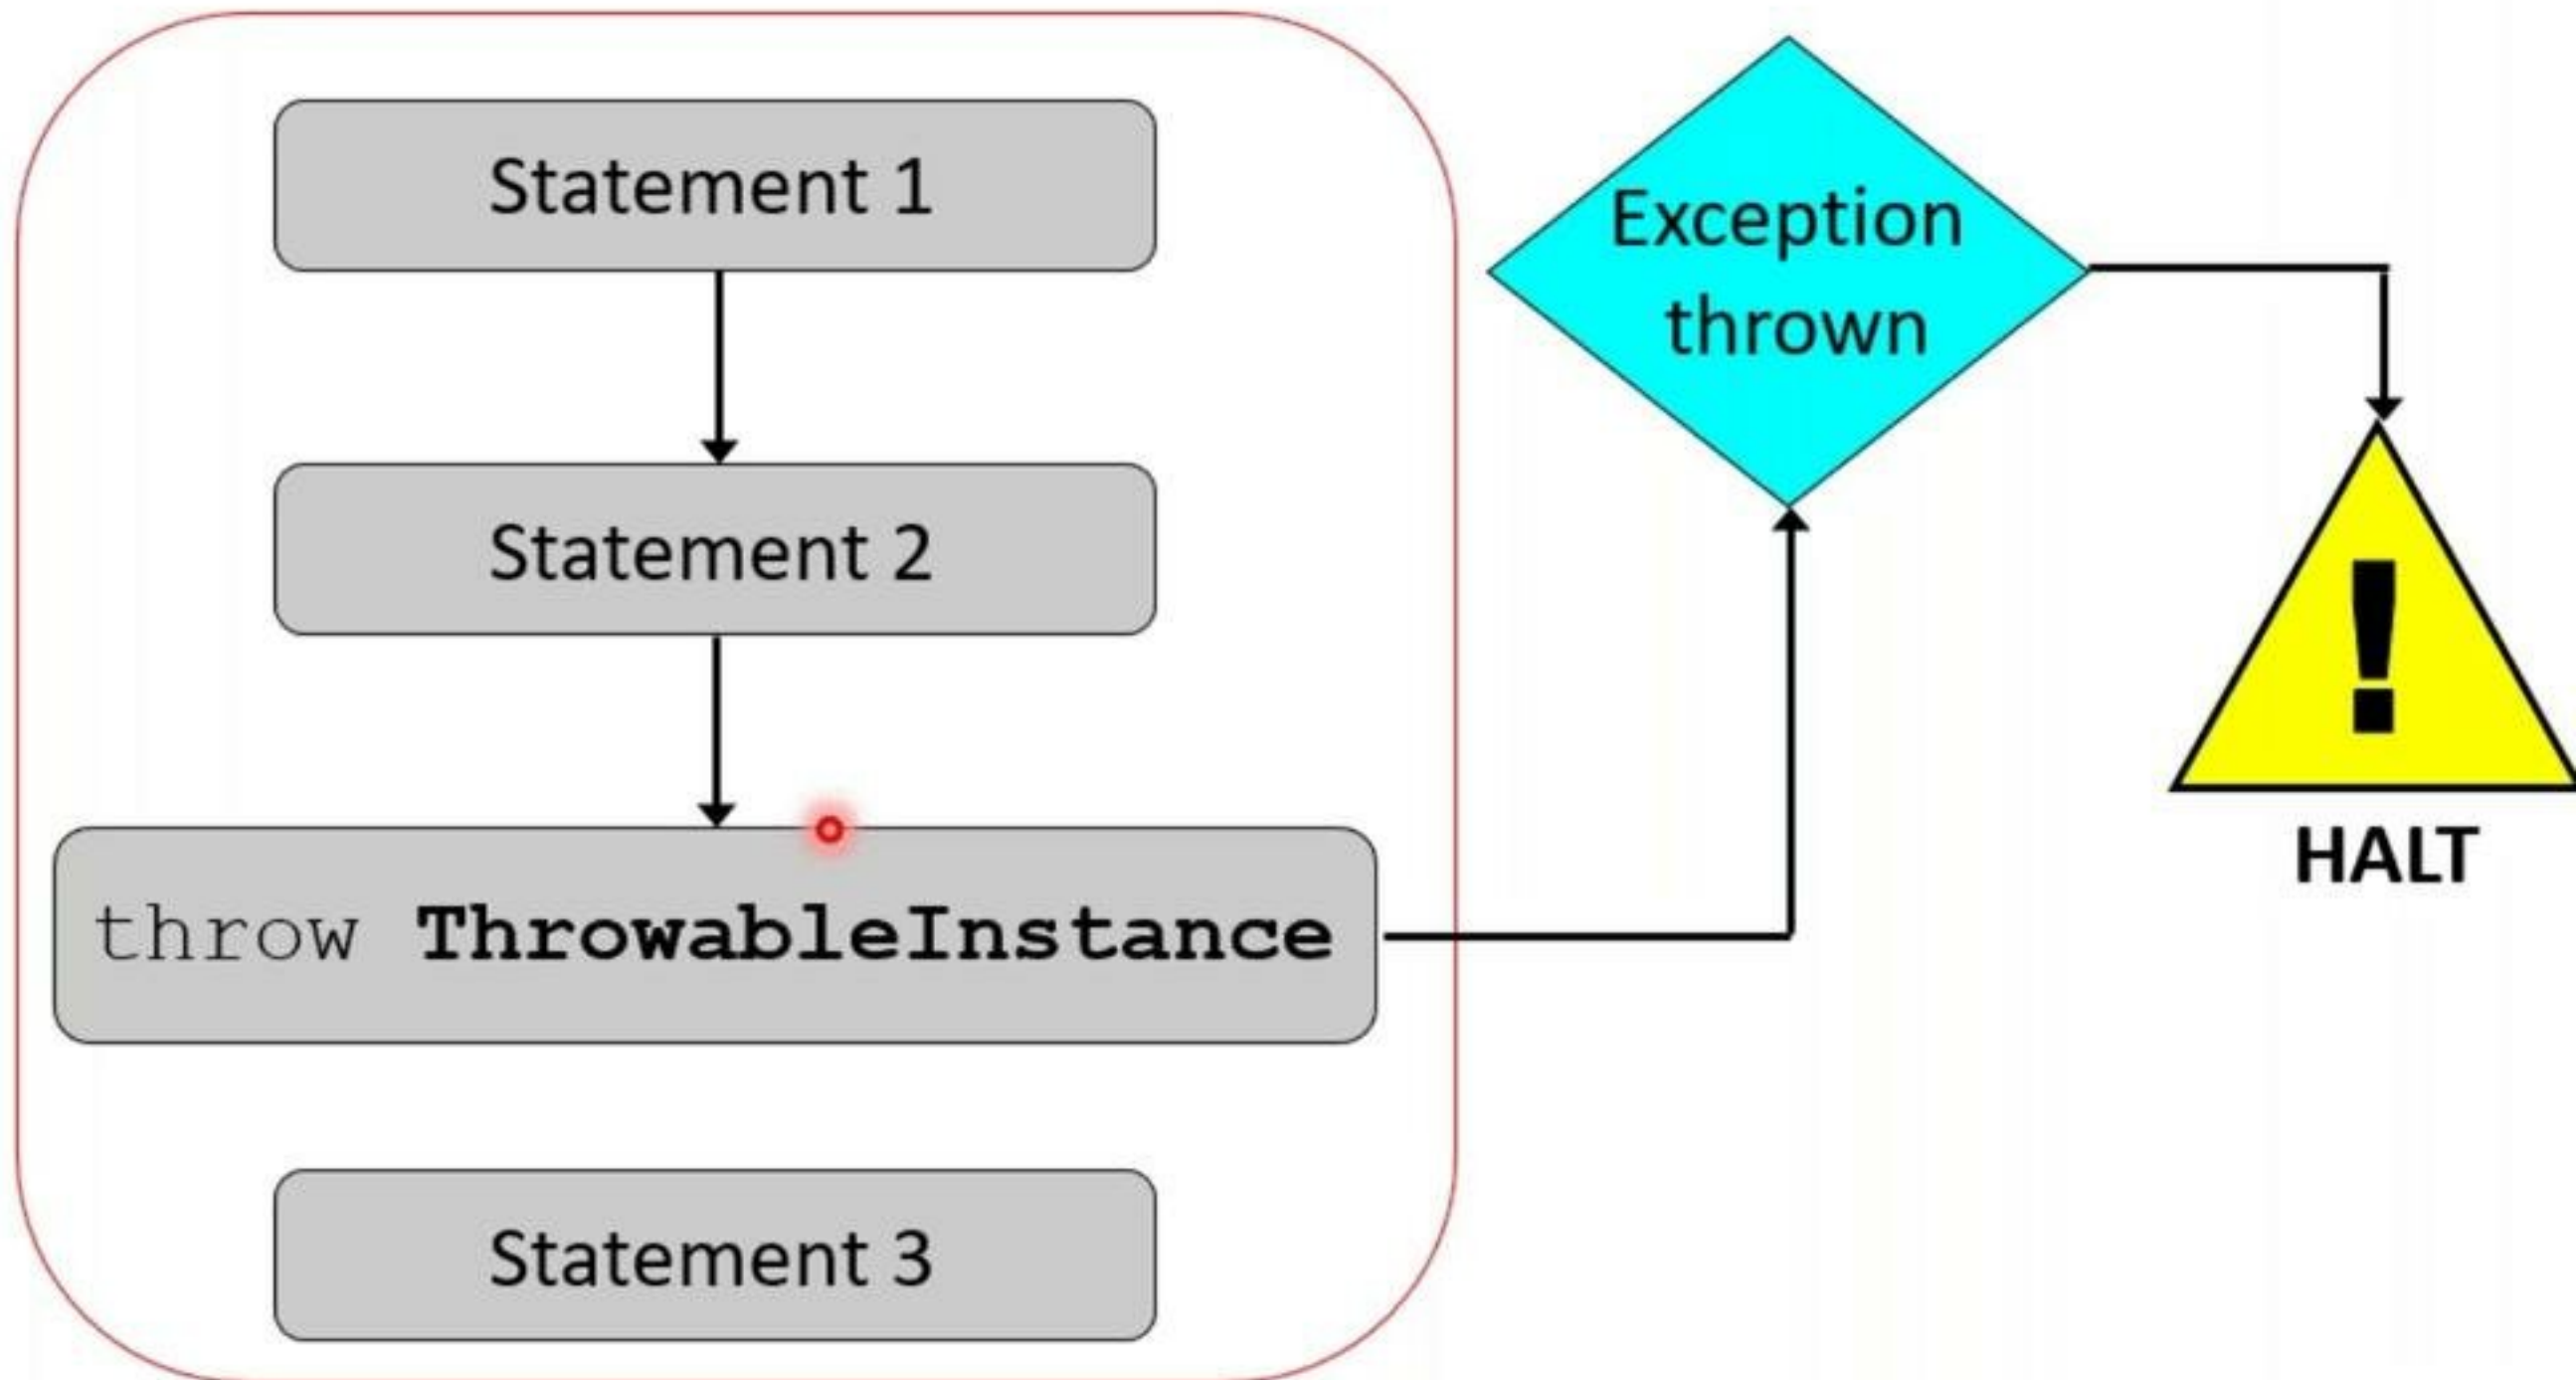 Statement 1
Statement 2
throw ThrowableInstance
Statement 3
Exception
thrown
!
HALT